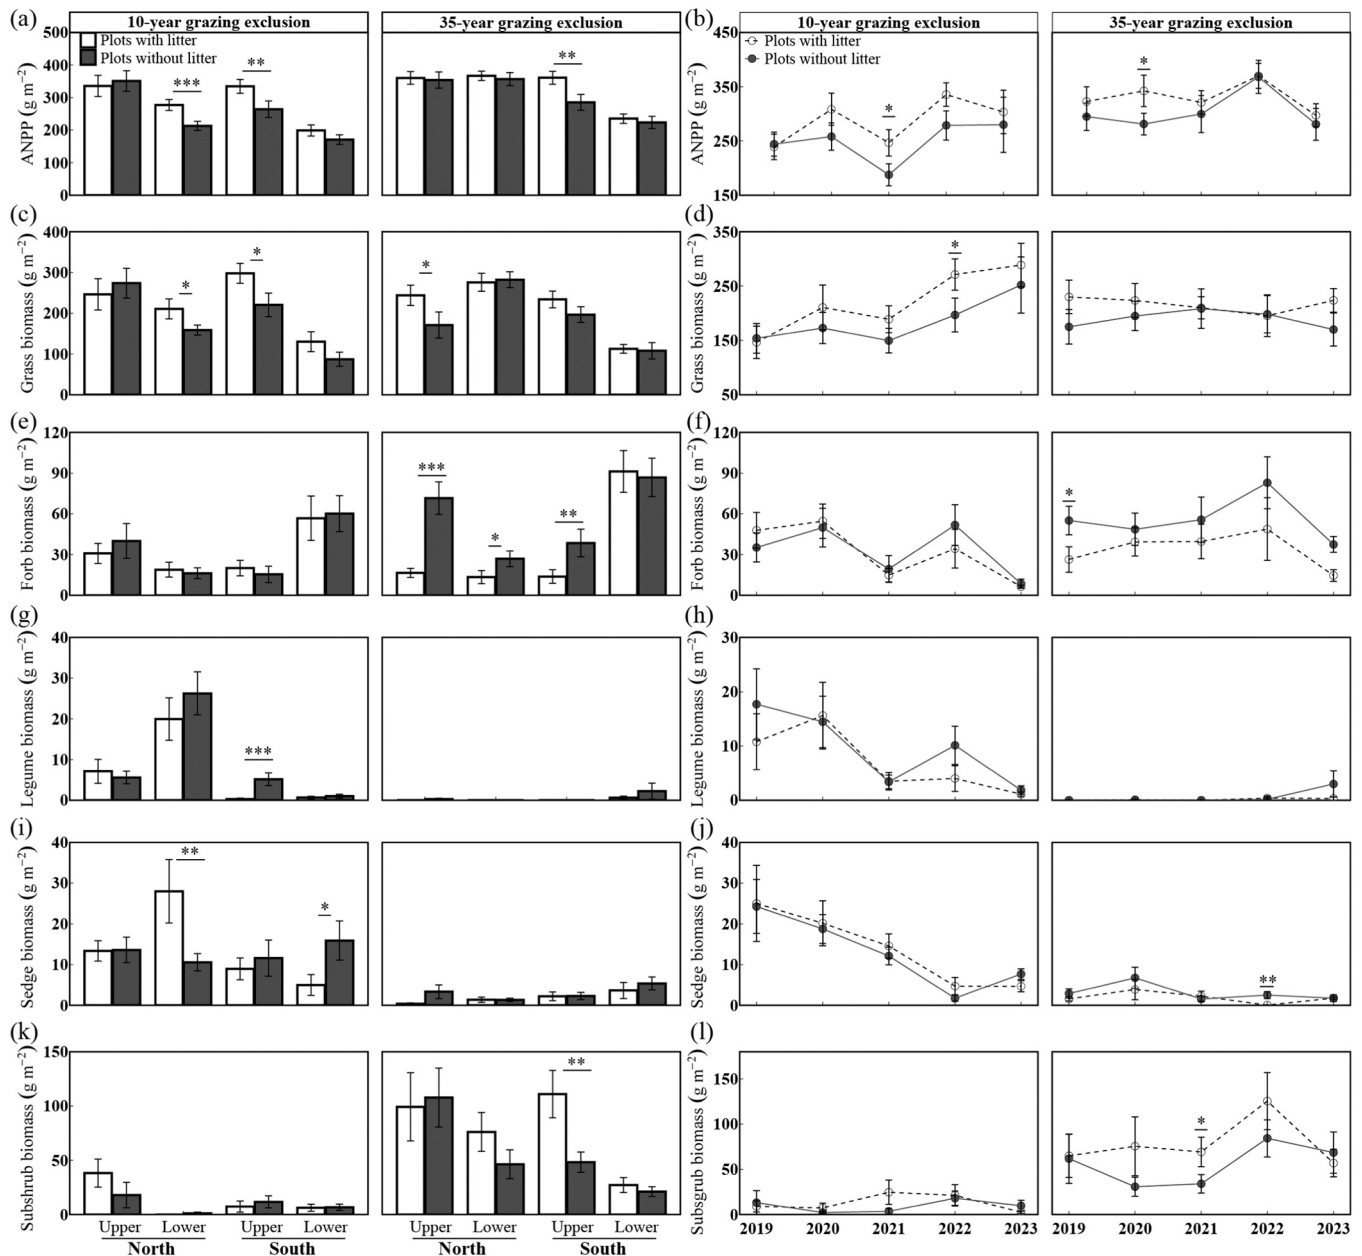 (a) 10-year grazing exclusion 35-year grazing exclusion (b) 10-year grazing exclusion 35-year grazing exclusion
Plots with litter
Plots without litter
ANPP (g m−2)
500
400
300
200
100
0
***
**
**
Plots with litter
Plots without litter
ANPP (g m−2)
450
350
250
150
*
*
(c)
Grass biomass (g m−2)
400
300
200
100
0
*
*
*
(d)
Grass biomass (g m−2)
350
250
150
50
*
(e)
Forb biomass (g m−2)
120
90
60
30
0
***
*
**
(f)
Forb biomass (g m−2)
120
90
60
30
0
*
(g)
Legume biomass (g m−2)
40
30
20
10
0
***
(h)
Legume biomass (g m−2)
30
20
10
0
(i)
Sedge biomass (g m−2)
40
30
20
10
0
**
*
(j)
Sedge biomass (g m−2)
40
30
20
10
0
**
(k)
Subshrub biomass (g m−2)
150
100
50
0
**
Upper Lower Upper Lower Upper Lower Upper Lower
North South North South
(l)
Subsgrub biomass (g m−2)
150
100
50
0
*
2019 2020 2021 2022 2023 2019 2020 2021 2022 2023